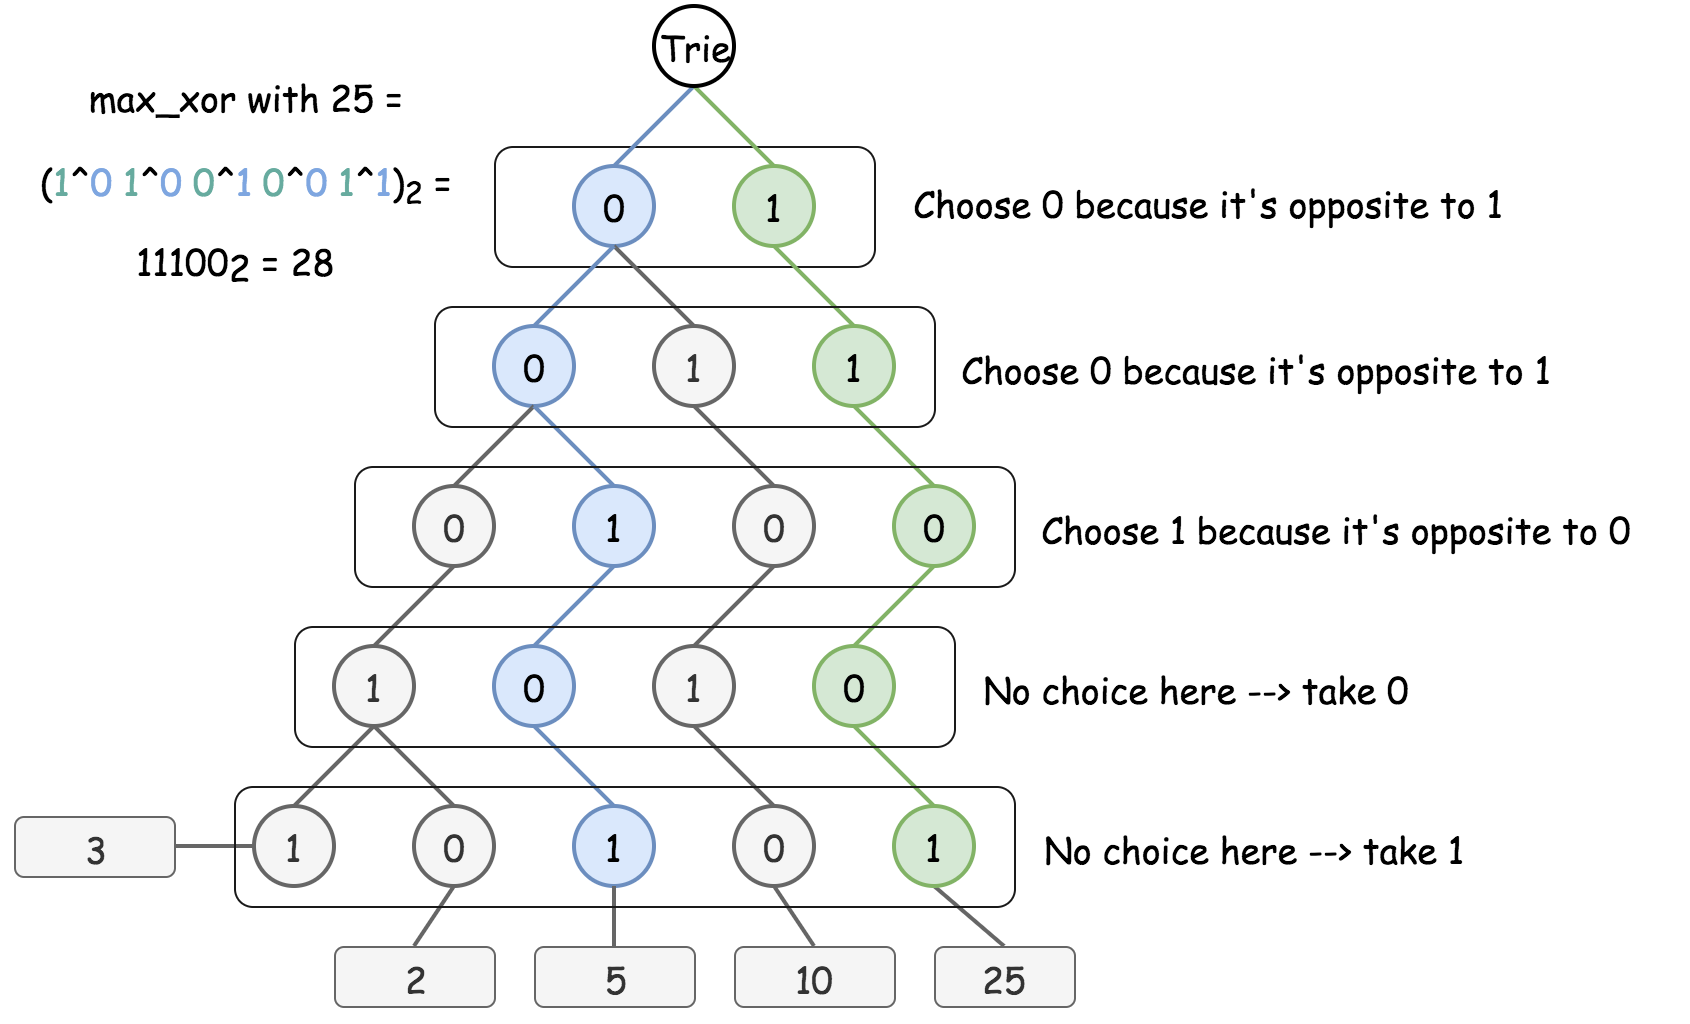 Trie
max_xor with 25 =
(1^0 1^0 0^1 0^0 1^1)₂ =
11100₂ = 28
0 1 Choose 0 because it's opposite to 1
0 1 1 Choose 0 because it's opposite to 1
0 1 0 0 Choose 1 because it's opposite to 0
1 0 1 0 No choice here --> take 0
3 1 0 1 0 1 No choice here --> take 1
2 5 10 25